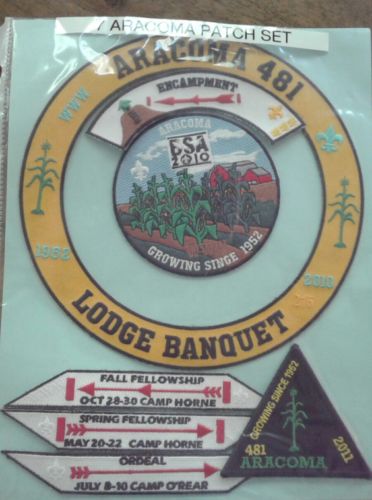 ARACOMA PATCH SET
ARACOMA 481
WWW
ENCAMPMENT
ARACOMA
BSA
2010
GROWING SINCE 1952
2010
LODGE BANQUET
FALL FELLOWSHIP
OCT 28-30 CAMP HORNE
SPRING FELLOWSHIP
MAY 20-22 CAMP HORNE
ORDEAL
JULY 8-10 CAMP O'REAR
GROWING SINCE 1952
481
2011
ARACOMA